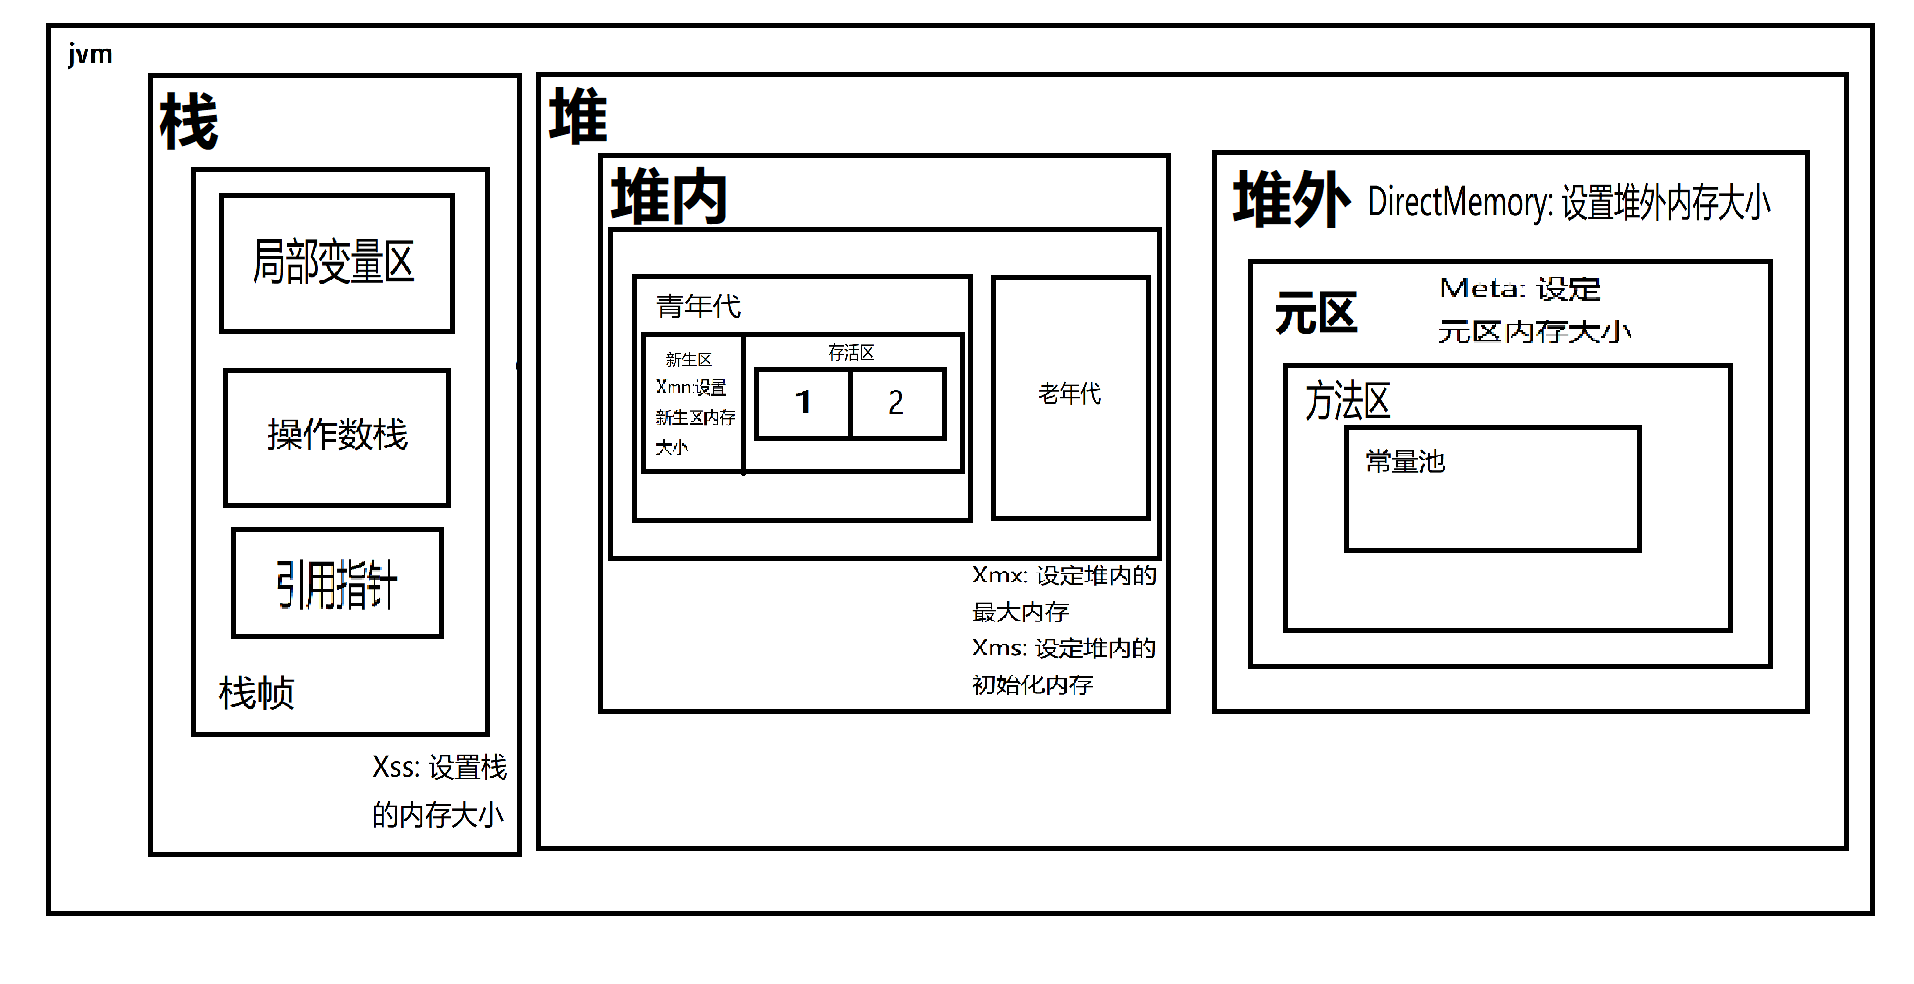 jvm
栈
局部变量区
操作数栈
引用指针
栈帧
Xss: 设置栈
的内存大小
堆
堆内
青年代
新生区
Xmn:设置
新生区内存
大小
存活区
1
2
老年代
Xmx: 设定堆内的
最大内存
Xms: 设定堆内的
初始化内存
堆外
DirectMemory: 设置堆外内存大小
元区
Meta: 设定
元区内存大小
方法区
常量池